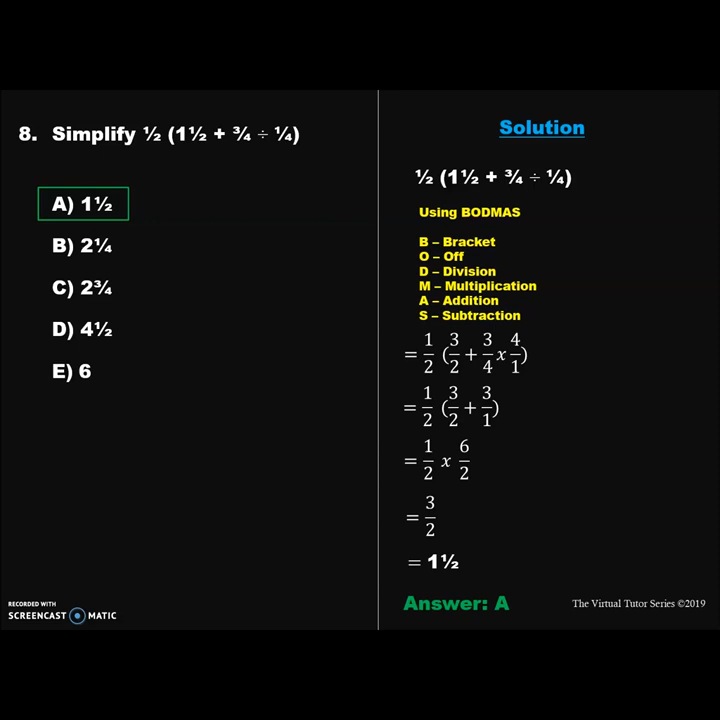 8. Simplify ½ (1½ + ¾ ÷ ¼)
A) 1½
B) 2¼
C) 2¾
D) 4½
E) 6
RECORDED WITH
SCREENCAST MATIC
Solution
½ (1½ + ¾ ÷ ¼)
Using BODMAS
B – Bracket
O – Off
D – Division
M – Multiplication
A – Addition
S – Subtraction
= 1/2 (3/2 + 3/4 x 4/1)
= 1/2 (3/2 + 3/1)
= 1/2 x 6/2
= 3/2
= 1½
Answer: A
The Virtual Tutor Series ©2019